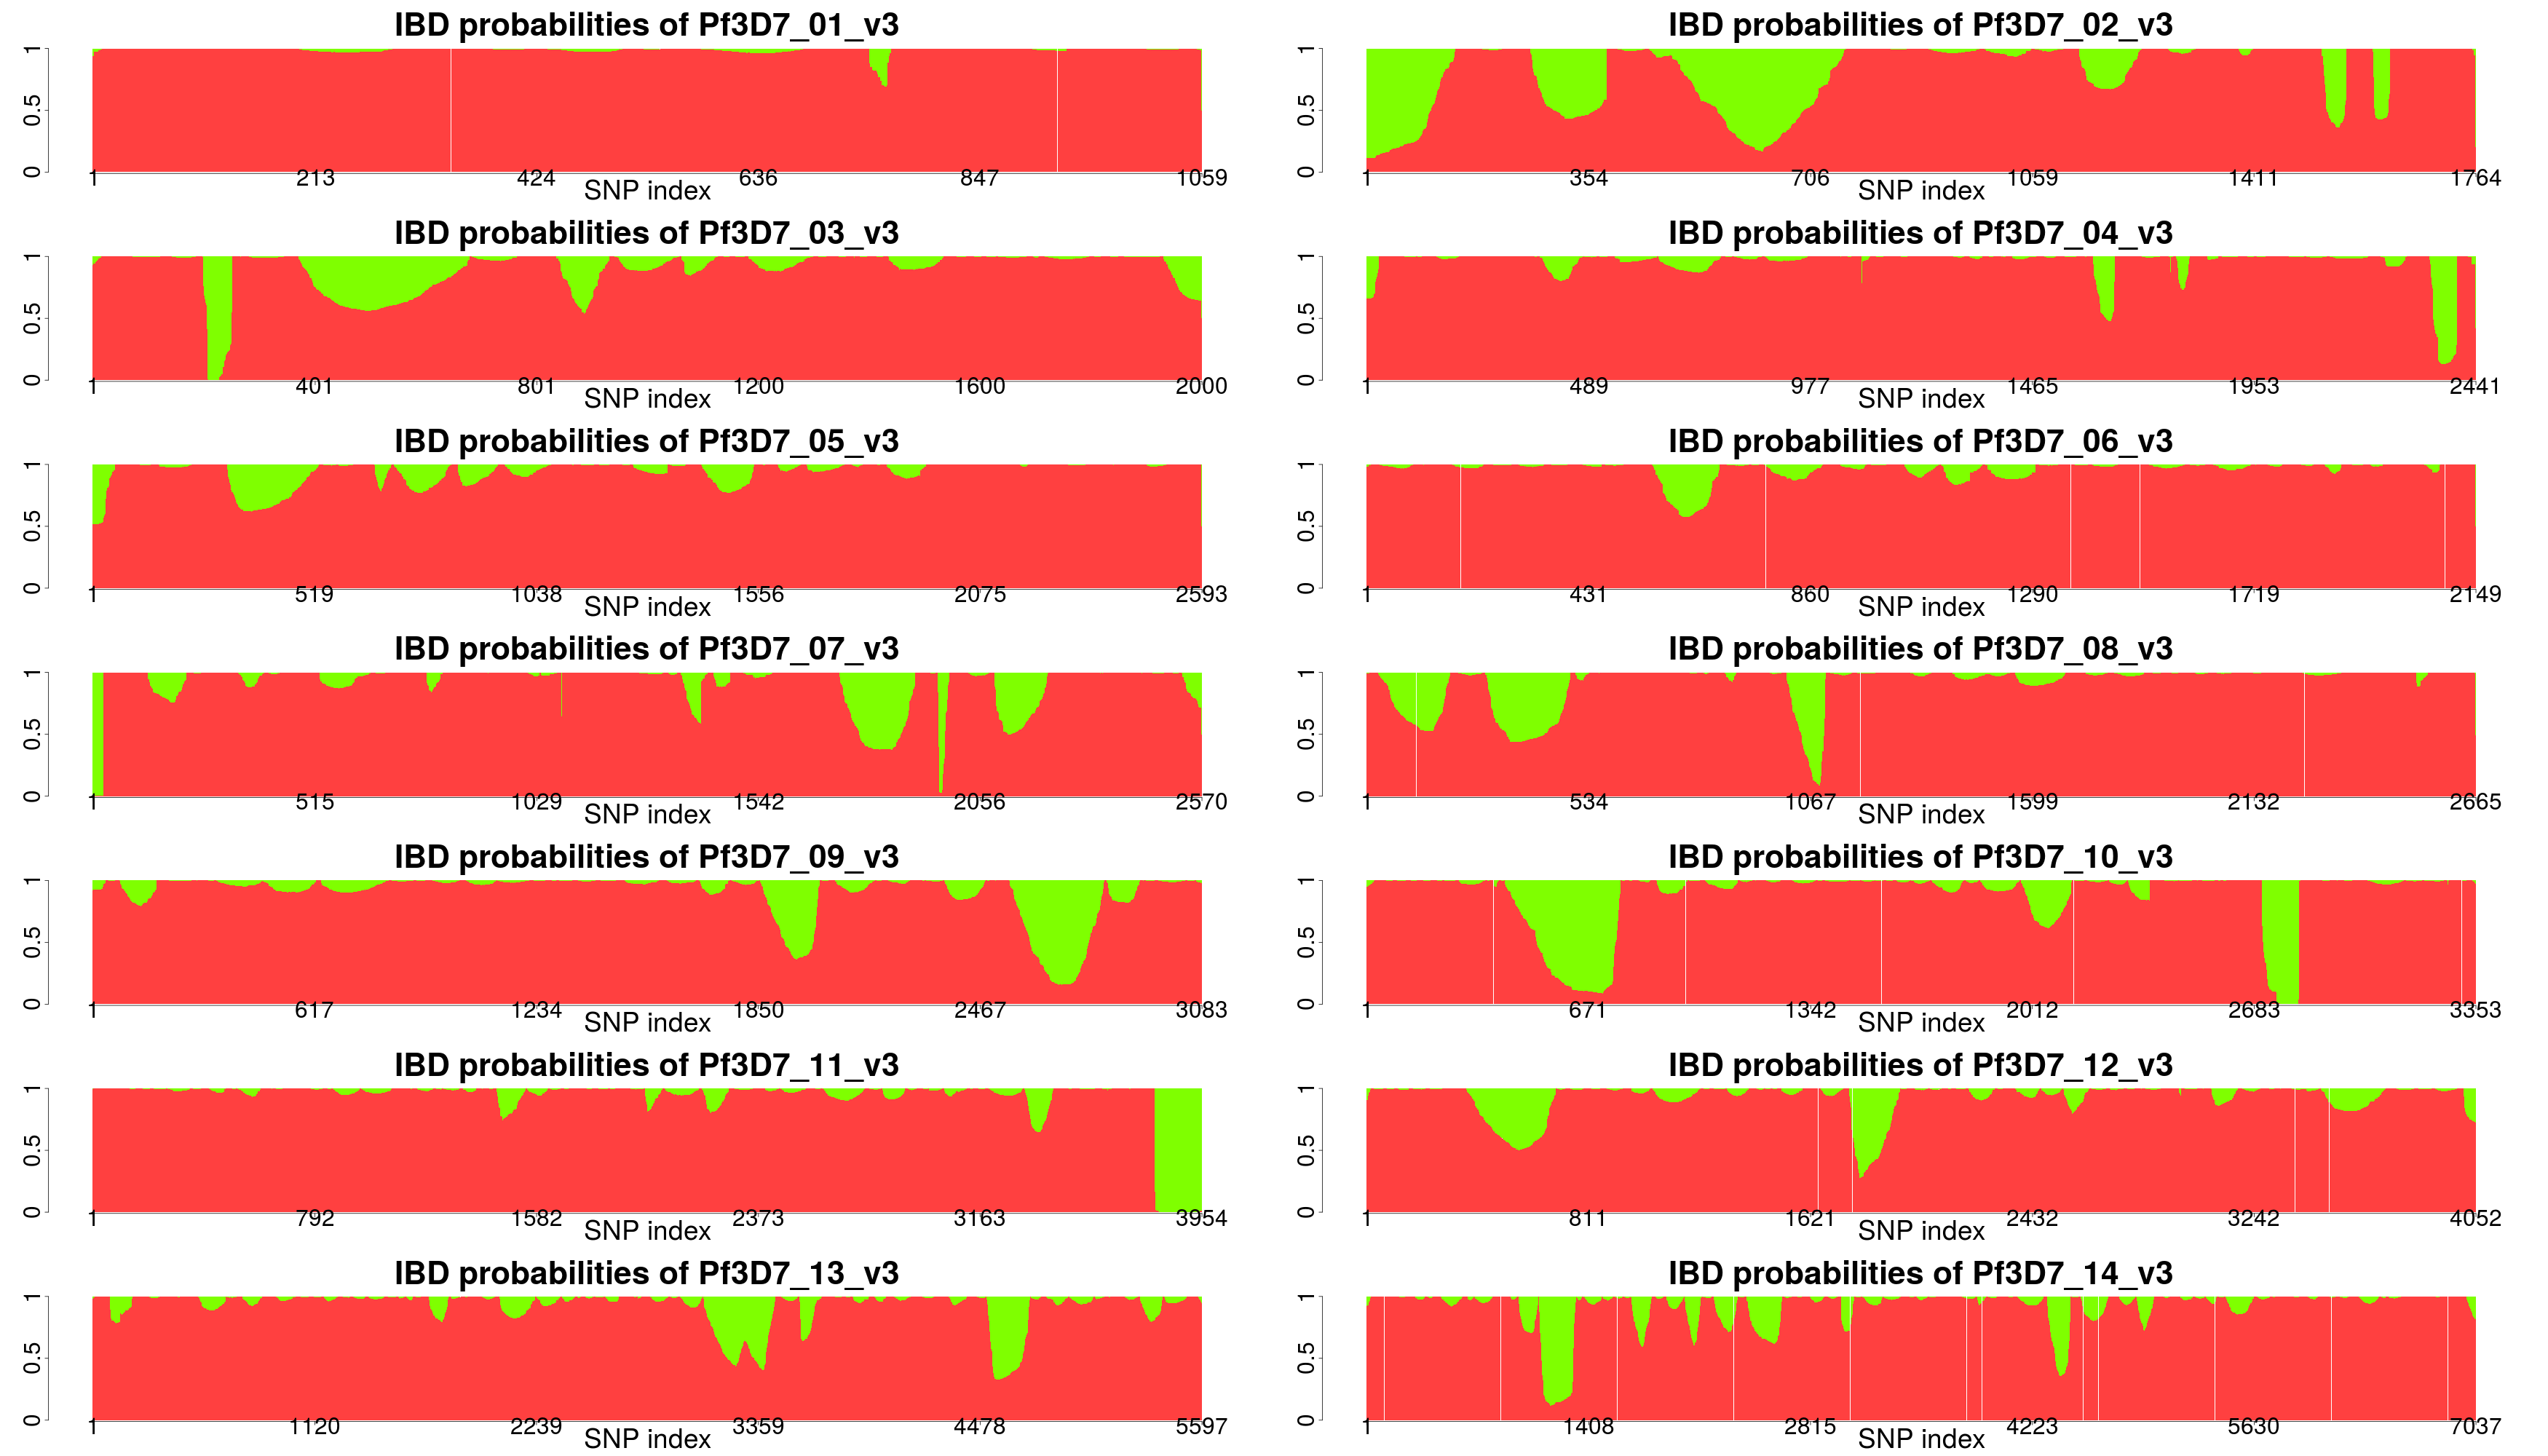 IBD probabilities of Pf3D7_01_v3
0 0.5 1
1 213 424 636 847 1059
SNP index
IBD probabilities of Pf3D7_02_v3
0 0.5 1
1 354 706 1059 1411 1764
SNP index
IBD probabilities of Pf3D7_03_v3
0 0.5 1
1 401 801 1200 1600 2000
SNP index
IBD probabilities of Pf3D7_04_v3
0 0.5 1
1 489 977 1465 1953 2441
SNP index
IBD probabilities of Pf3D7_05_v3
0 0.5 1
1 519 1038 1556 2075 2593
SNP index
IBD probabilities of Pf3D7_06_v3
0 0.5 1
1 431 860 1290 1719 2149
SNP index
IBD probabilities of Pf3D7_07_v3
0 0.5 1
1 515 1029 1542 2056 2570
SNP index
IBD probabilities of Pf3D7_08_v3
0 0.5 1
1 534 1067 1599 2132 2665
SNP index
IBD probabilities of Pf3D7_09_v3
0 0.5 1
1 617 1234 1850 2467 3083
SNP index
IBD probabilities of Pf3D7_10_v3
0 0.5 1
1 671 1342 2012 2683 3353
SNP index
IBD probabilities of Pf3D7_11_v3
0 0.5 1
1 792 1582 2373 3163 3954
SNP index
IBD probabilities of Pf3D7_12_v3
0 0.5 1
1 811 1621 2432 3242 4052
SNP index
IBD probabilities of Pf3D7_13_v3
0 0.5 1
1 1120 2239 3359 4478 5597
SNP index
IBD probabilities of Pf3D7_14_v3
0 0.5 1
1 1408 2815 4223 5630 7037
SNP index